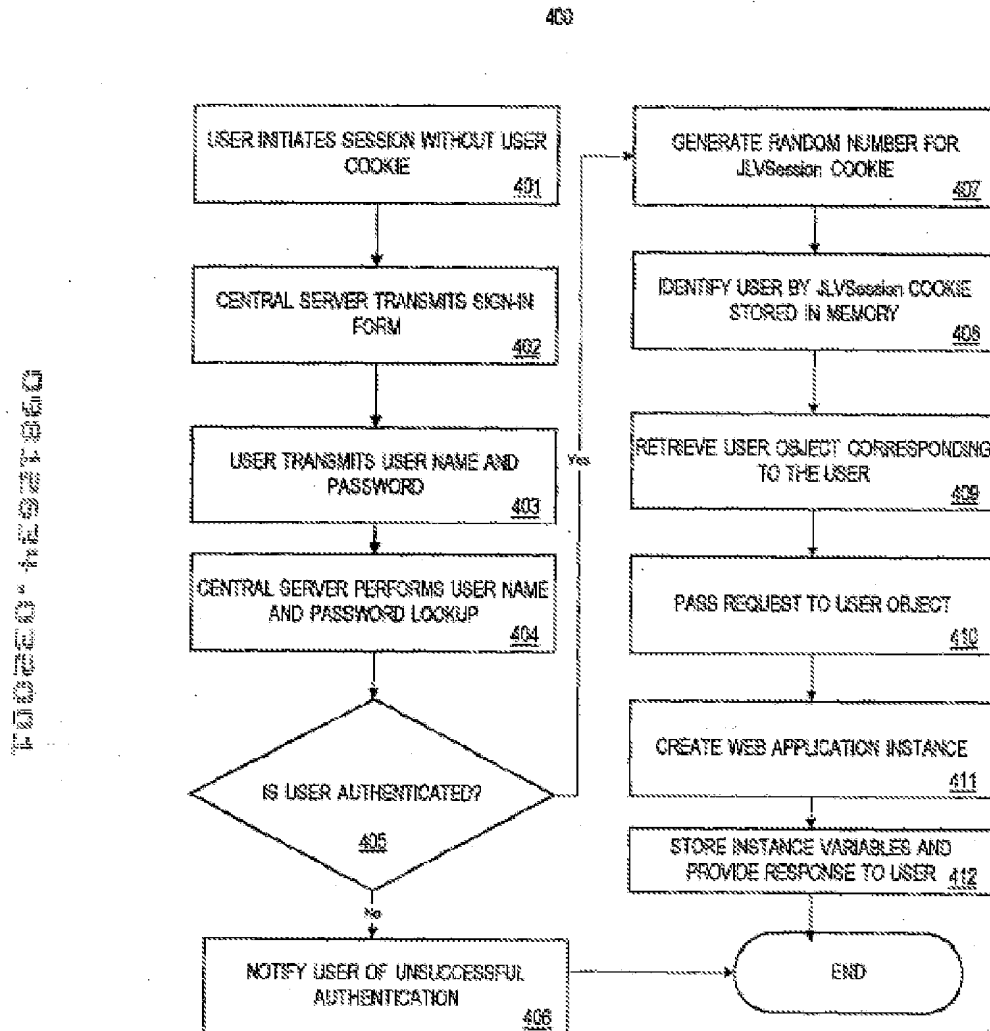 400
USER INITIATES SESSION WITHOUT USER
COOKIE
401
CENTRAL SERVER TRANSMITS SIGN-IN
FORM
402
USER TRANSMITS USER NAME AND
PASSWORD
403
CENTRAL SERVER PERFORMS USER NAME
AND PASSWORD LOOKUP
404
IS USER AUTHENTICATED?
405
Yes
No
NOTIFY USER OF UNSUCCESSFUL
AUTHENTICATION
406
GENERATE RANDOM NUMBER FOR
JLVSession COOKIE
407
IDENTIFY USER BY JLVSession COOKIE
STORED IN MEMORY
408
RETRIEVE USER OBJECT CORRESPONDING
TO THE USER
409
PASS REQUEST TO USER OBJECT
410
CREATE WEB APPLICATION INSTANCE
411
STORE INSTANCE VARIABLES AND
PROVIDE RESPONSE TO USER 412
END